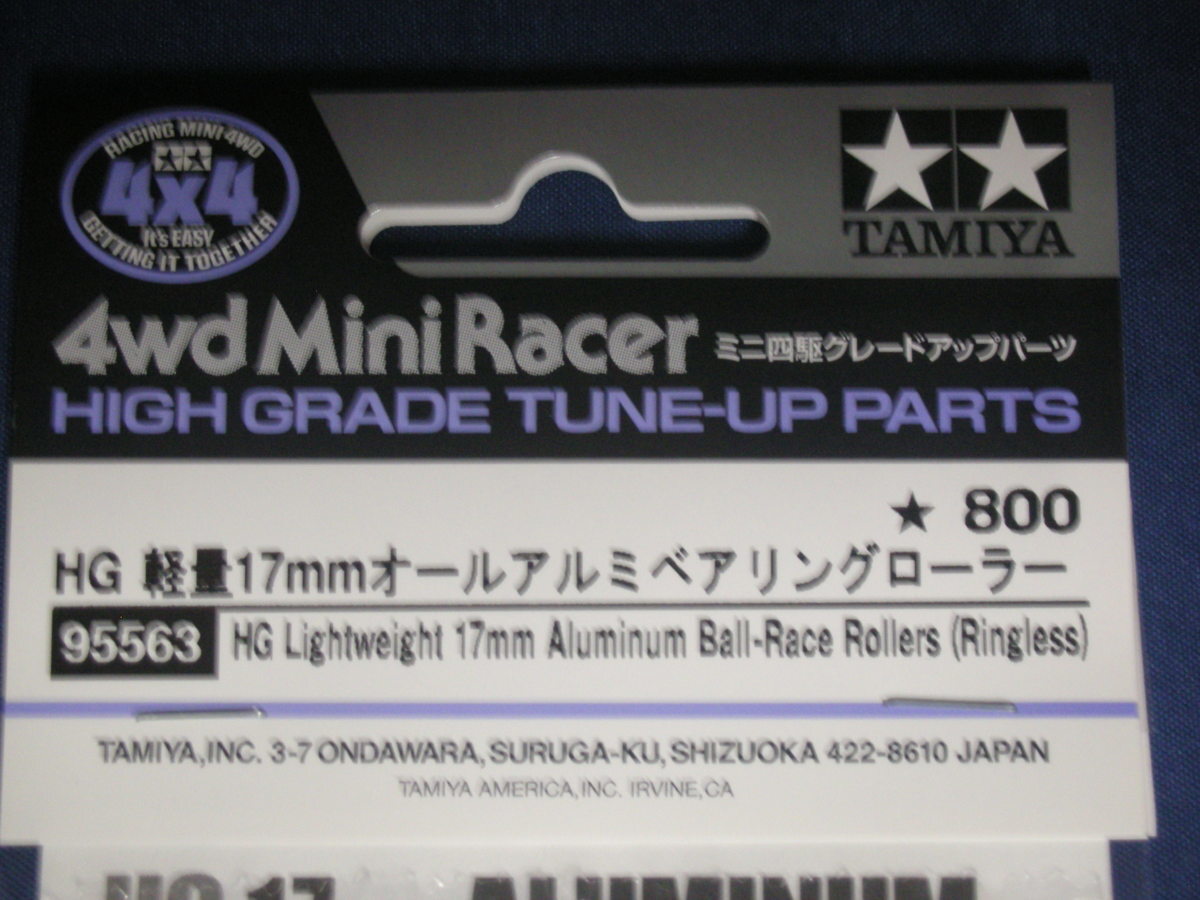 RACING MINI 4WD
4x4
It's EASY
GETTING IT TOGETHER
TAMIYA
4wd Mini Racer ミニ四駆グレードアップパーツ
HIGH GRADE TUNE-UP PARTS
★ 800
HG 軽量17mmオールアルミベアリングローラー
95563 HG Lightweight 17mm Aluminum Ball-Race Rollers (Ringless)
TAMIYA,INC. 3-7 ONDAWARA, SURUGA-KU, SHIZUOKA 422-8610 JAPAN
TAMIYA AMERICA, INC. IRVINE, CA
HG 17 ALUMINUM